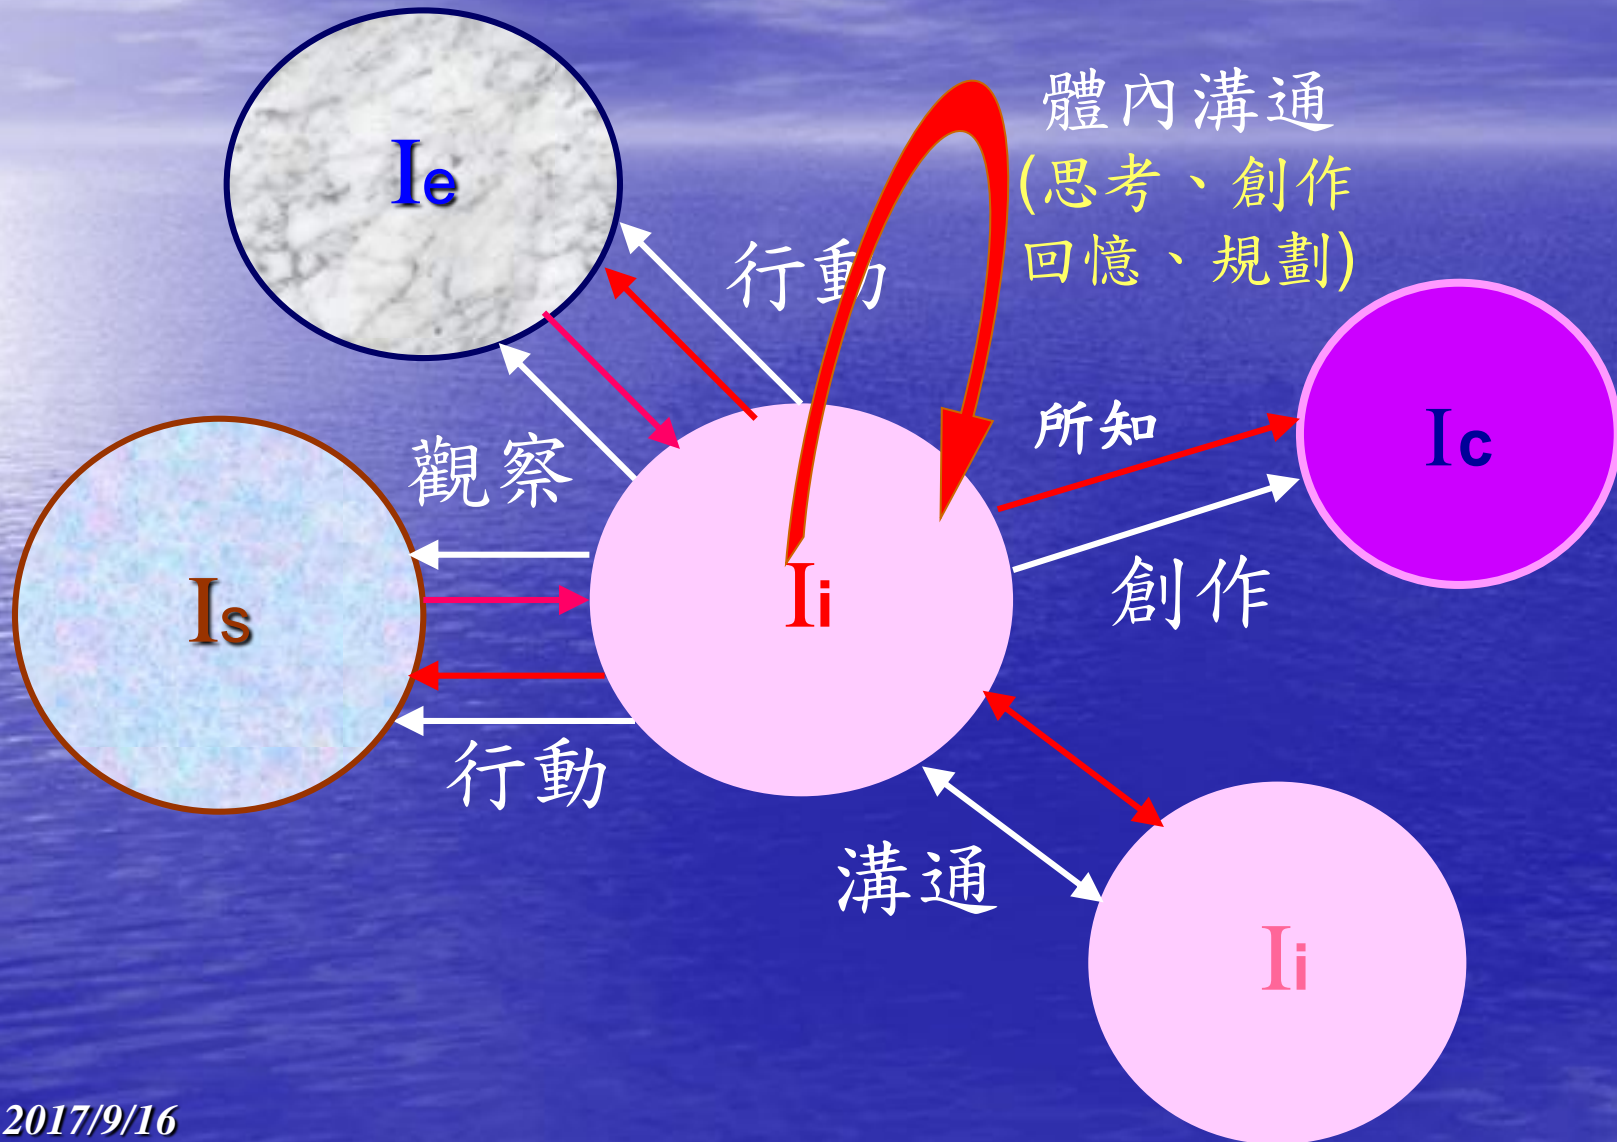 體內溝通
(思考、創作
回憶、規劃)
Ie
行動
所知
Ic
觀察
Is
Ii
創作
行動
溝通
Ii
2017/9/16